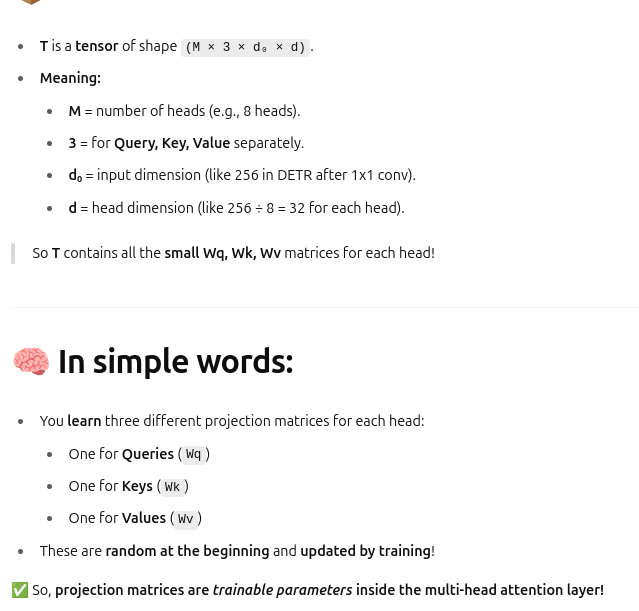 T is a tensor of shape (M × 3 × d₀ × d).
Meaning:
M = number of heads (e.g., 8 heads).
3 = for Query, Key, Value separately.
d₀ = input dimension (like 256 in DETR after 1x1 conv).
d = head dimension (like 256 ÷ 8 = 32 for each head).
So T contains all the small Wq, Wk, Wv matrices for each head!
🧠 In simple words:
You learn three different projection matrices for each head:
One for Queries (Wq)
One for Keys (Wk)
One for Values (Wv)
These are random at the beginning and updated by training!
✅ So, projection matrices are trainable parameters inside the multi-head attention layer!